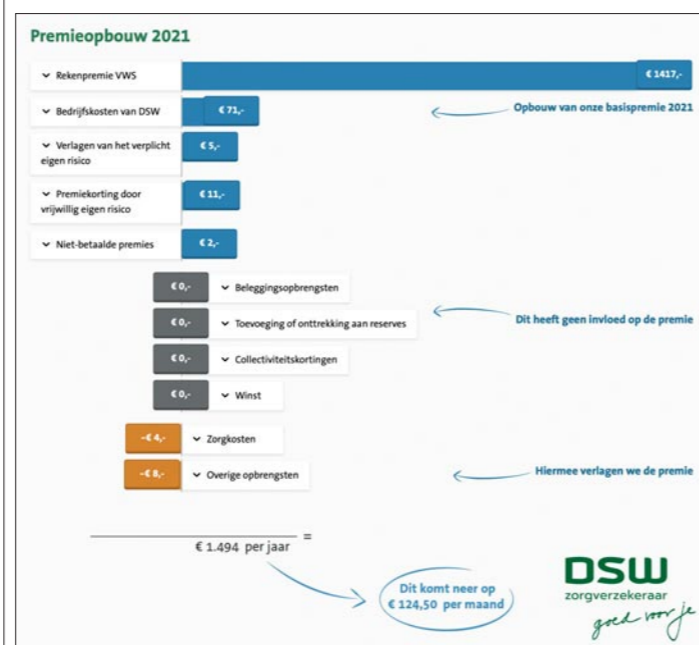 Premieopbouw 2021
Rekenpremie VWS
€ 1417,-
Bedrijfskosten van DSW
€ 71,-
Opbouw van onze basispremie 2021
Verlagen van het verplicht
eigen risico
€ 5,-
Premiekorting door
vrijwillig eigen risico
€ 11,-
Niet-betaalde premies
€ 2,-
€ 0,-
Beleggingsopbrengsten
€ 0,-
Toevoeging of onttrekking aan reserves
Dit heeft geen invloed op de premie
€ 0,-
Collectiviteitskortingen
€ 0,-
Winst
-€ 4,-
Zorgkosten
-€ 8,-
Overige opbrengsten
Hiermee verlagen we de premie
€ 1.494 per jaar =
Dit komt neer op
€ 124,50 per maand
DSW
zorgverzekeraar
goed voor je